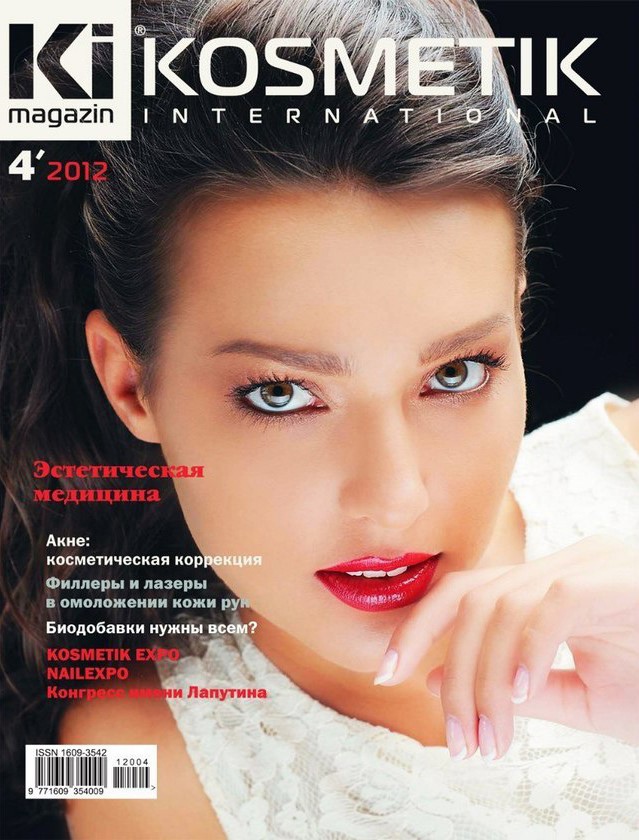 Ki
magazin
® KOSMETIK
INTERNATIONAL
4' 2012
Эстетическая
медицина
Акне:
косметическая коррекция
Филлеры и лазеры
в омоложении кожи рук
Биодобавки нужны всем?
KOSMETIK EXPO
NAILEXPO
Конгресс имени Лапутина
ISSN 1609-3542
12004
9 771609 354009 >